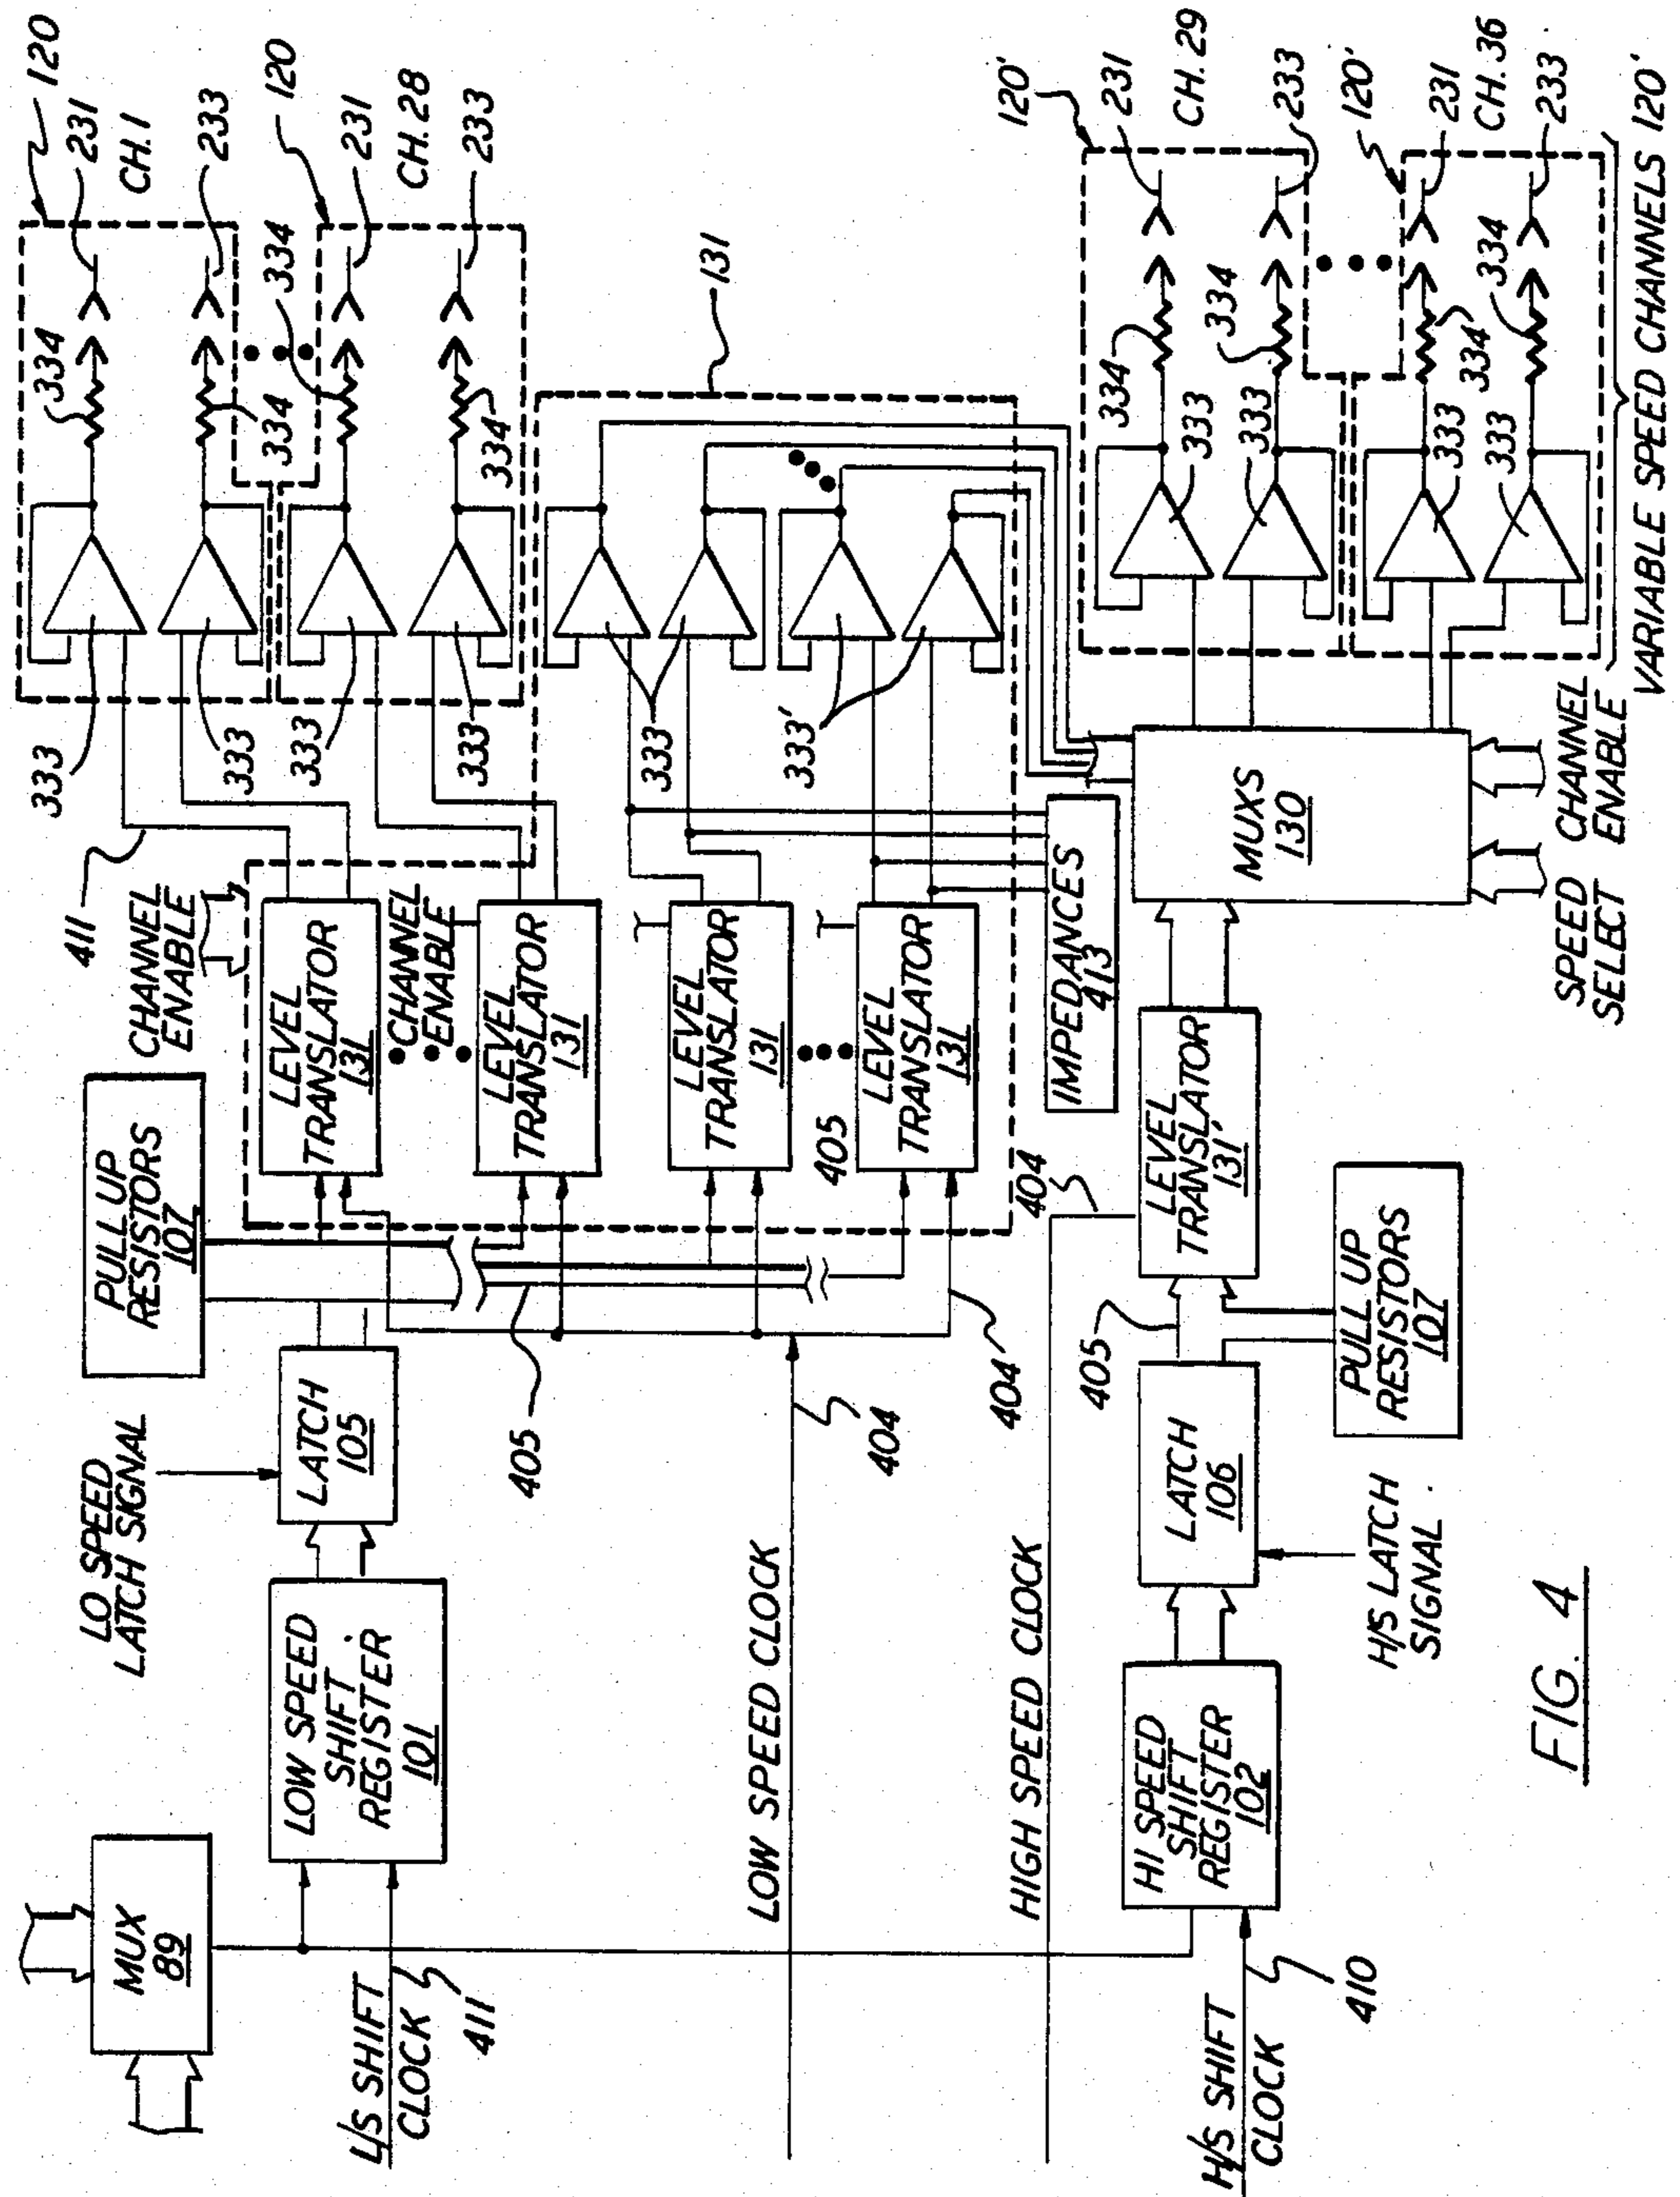 120
231
CH. 1
334
233
334
333
333
411
CHANNEL
ENABLE
120
334
231
CH. 28
233
334
333
333
131
PULL UP
RESISTORS
107
LEVEL
TRANSLATOR
131
CHANNEL
ENABLE
LEVEL
TRANSLATOR
131
LEVEL
TRANSLATOR
131
405
LEVEL
TRANSLATOR
131
333
333'
IMPEDANCES
413
LO SPEED
LATCH SIGNAL
LATCH
105
405
404
404'
LOW SPEED
SHIFT
REGISTER
101
MUX
89
L/S SHIFT
CLOCK
411
LOW SPEED CLOCK
HIGH SPEED CLOCK
404
H/S SHIFT
CLOCK
410
HI SPEED
SHIFT
REGISTER
102
LATCH
106
H/S LATCH
SIGNAL
405
PULL UP
RESISTORS
107
LEVEL
TRANSLATOR
131'
MUXS
130
SPEED
SELECT
CHANNEL
ENABLE
120'
231
CH. 29
334
233
334
333
333
120'
231
CH. 36
334
233
334
333
333
VARIABLE SPEED CHANNELS 120'
FIG. 4